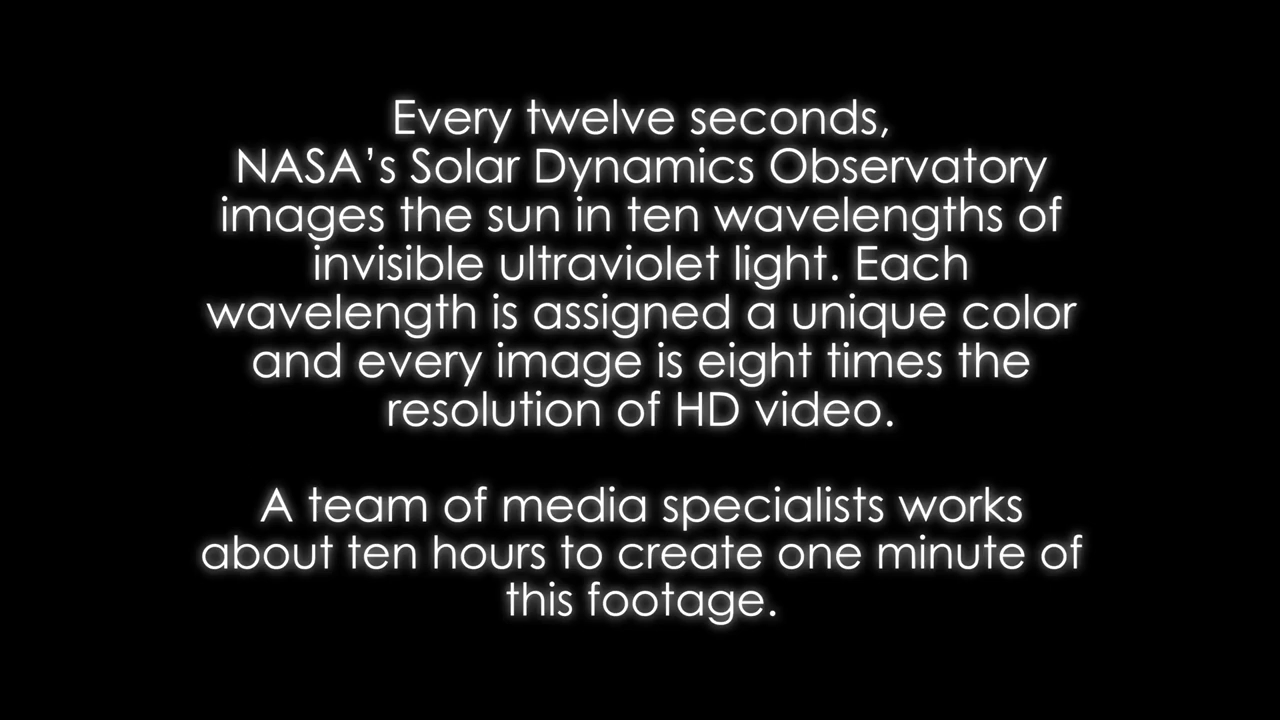 Every twelve seconds,
NASA’s Solar Dynamics Observatory
images the sun in ten wavelengths of
invisible ultraviolet light. Each
wavelength is assigned a unique color
and every image is eight times the
resolution of HD video.
A team of media specialists works
about ten hours to create one minute of
this footage.